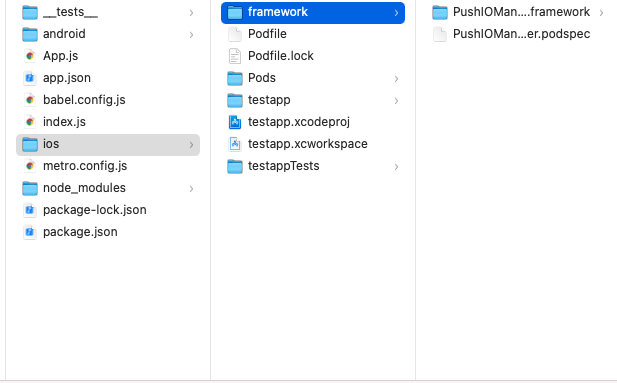 __tests__
android
App.js
app.json
babel.config.js
index.js
ios
metro.config.js
node_modules
package-lock.json
package.json
framework
Podfile
Podfile.lock
Pods
testapp
testapp.xcodeproj
testapp.xcworkspace
testappTests
PushIOMan....framework
PushIOMan...er.podspec